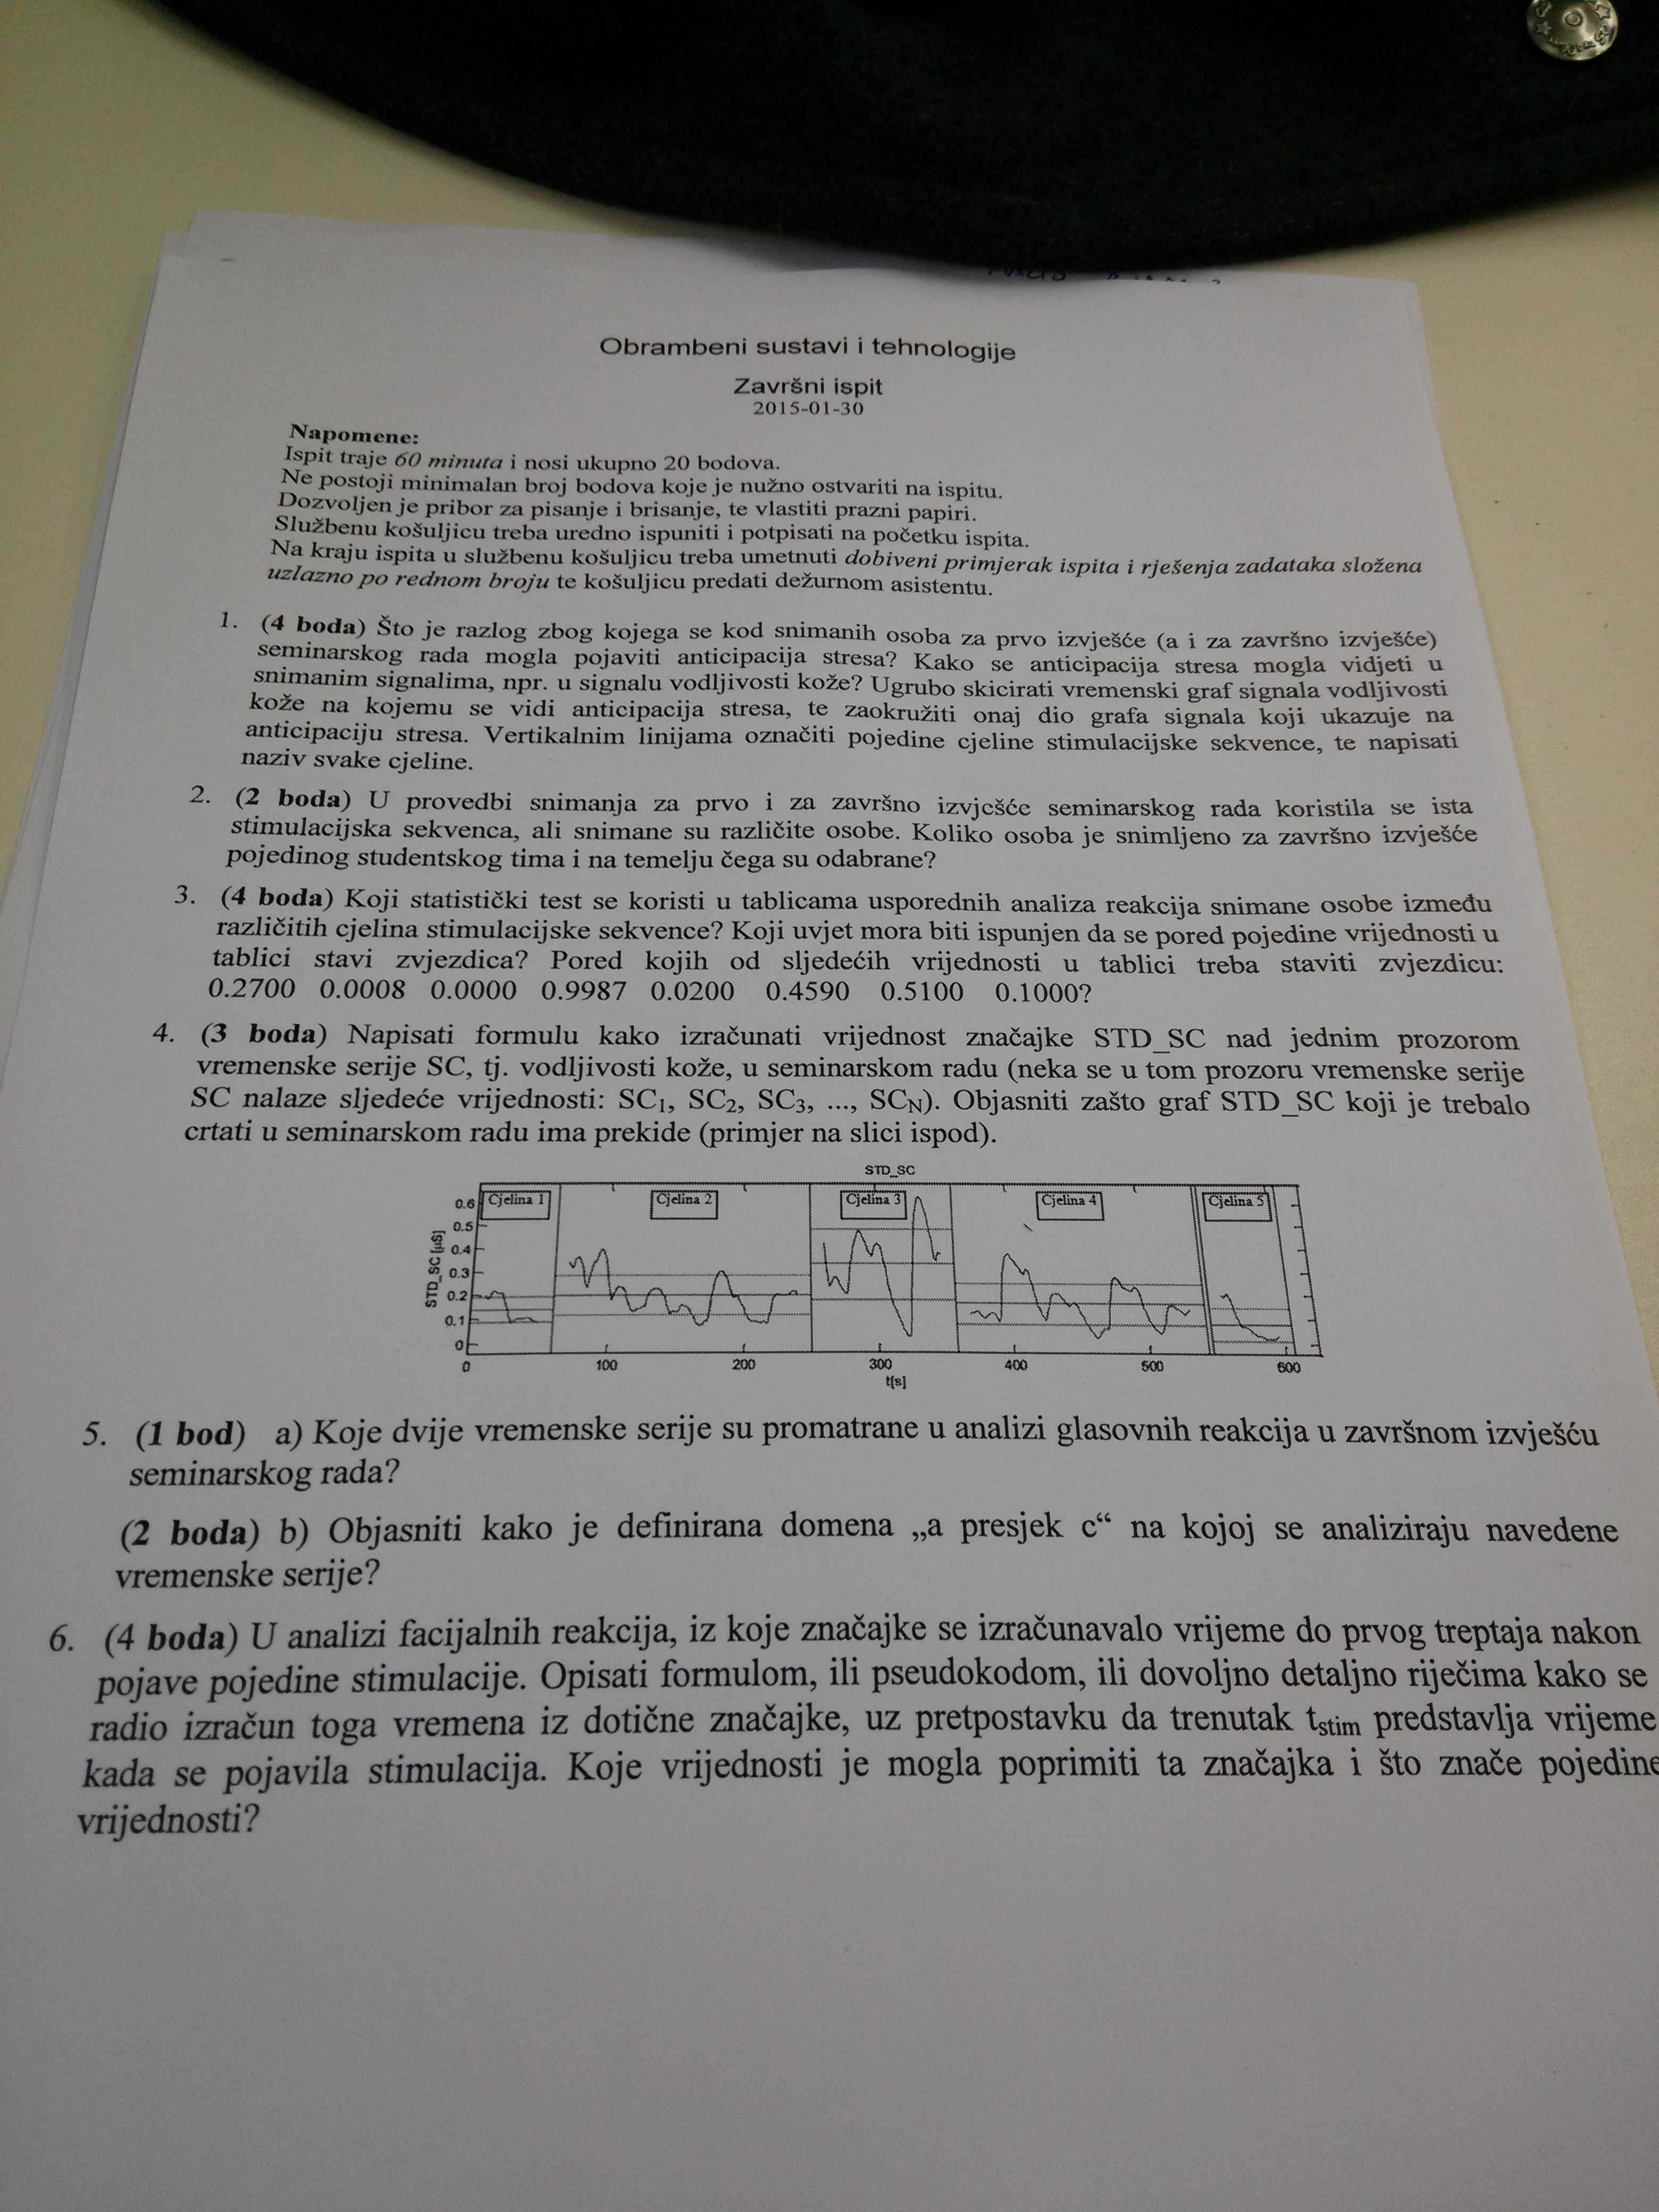 Obrambeni sustavi i tehnologije
Završni ispit
2015-01-30
Napomene:
Ispit traje 60 minuta i nosi ukupno 20 bodova.
Ne postoji minimalan broj bodova koje je nužno ostvariti na ispitu.
Dozvoljen je pribor za pisanje i brisanje, te vlastiti prazni papiri.
Službenu košuljicu treba uredno ispuniti i potpisati na početku ispita.
Na kraju ispita u službenu košuljicu treba umetnuti dobiveni primjerak ispita i rješenja zadataka složena
uzlazno po rednom broju te košuljicu predati dežurnom asistentu.
1. (4 boda) Što je razlog zbog kojega se kod snimanih osoba za prvo izvješće (a i za završno izvješće)
seminarskog rada mogla pojaviti anticipacija stresa? Kako se anticipacija stresa mogla vidjeti u
snimanim signalima, npr. u signalu vodljivosti kože? Ugrubo skicirati vremenski graf signala vodljivosti
kože na kojemu se vidi anticipacija stresa, te zaokružiti onaj dio grafa signala koji ukazuje na
anticipaciju stresa. Vertikalnim linijama označiti pojedine cjeline stimulacijske sekvence, te napisati
naziv svake cjeline.
2. (2 boda) U provedbi snimanja za prvo i za završno izvješće seminarskog rada koristila se ista
stimulacijska sekvenca, ali snimane su različite osobe. Koliko osoba je snimljeno za završno izvješće
pojedinog studentskog tima i na temelju čega su odabrane?
3. (4 boda) Koji statistički test se koristi u tablicama usporednih analiza reakcija snimane osobe između
različitih cjelina stimulacijske sekvence? Koji uvjet mora biti ispunjen da se pored pojedine vrijednosti u
tablici stavi zvjezdica? Pored kojih od sljedećih vrijednosti u tablici treba staviti zvjezdicu:
0.2700 0.0008 0.0000 0.9987 0.0200 0.4590 0.5100 0.1000?
4. (3 boda) Napisati formulu kako izračunati vrijednost značajke STD_SC nad jednim prozorom
vremenske serije SC, tj. vodljivosti kože, u seminarskom radu (neka se u tom prozoru vremenske serije
SC nalaze sljedeće vrijednosti: SC1, SC2, SC3, ..., SCN). Objasniti zašto graf STD_SC koji je trebalo
crtati u seminarskom radu ima prekide (primjer na slici ispod).
STD_SC
Cjelina 1 Cjelina 2 Cjelina 3 Cjelina 4 Cjelina 5
STD_SC [µS]
0.6
0.5
0.4
0.3
0.2
0.1
0
0 100 200 300 400 500 600
t[s]
5. (1 bod) a) Koje dvije vremenske serije su promatrane u analizi glasovnih reakcija u završnom izvješću
seminarskog rada?
(2 boda) b) Objasniti kako je definirana domena „a presjek c“ na kojoj se analiziraju navedene
vremenske serije?
6. (4 boda) U analizi facijalnih reakcija, iz koje značajke se izračunavalo vrijeme do prvog treptaja nakon
pojave pojedine stimulacije. Opisati formulom, ili pseudokodom, ili dovoljno detaljno riječima kako se
radio izračun toga vremena iz dotične značajke, uz pretpostavku da trenutak tstim predstavlja vrijeme
kada se pojavila stimulacija. Koje vrijednosti je mogla poprimiti ta značajka i što znače pojedine
vrijednosti?